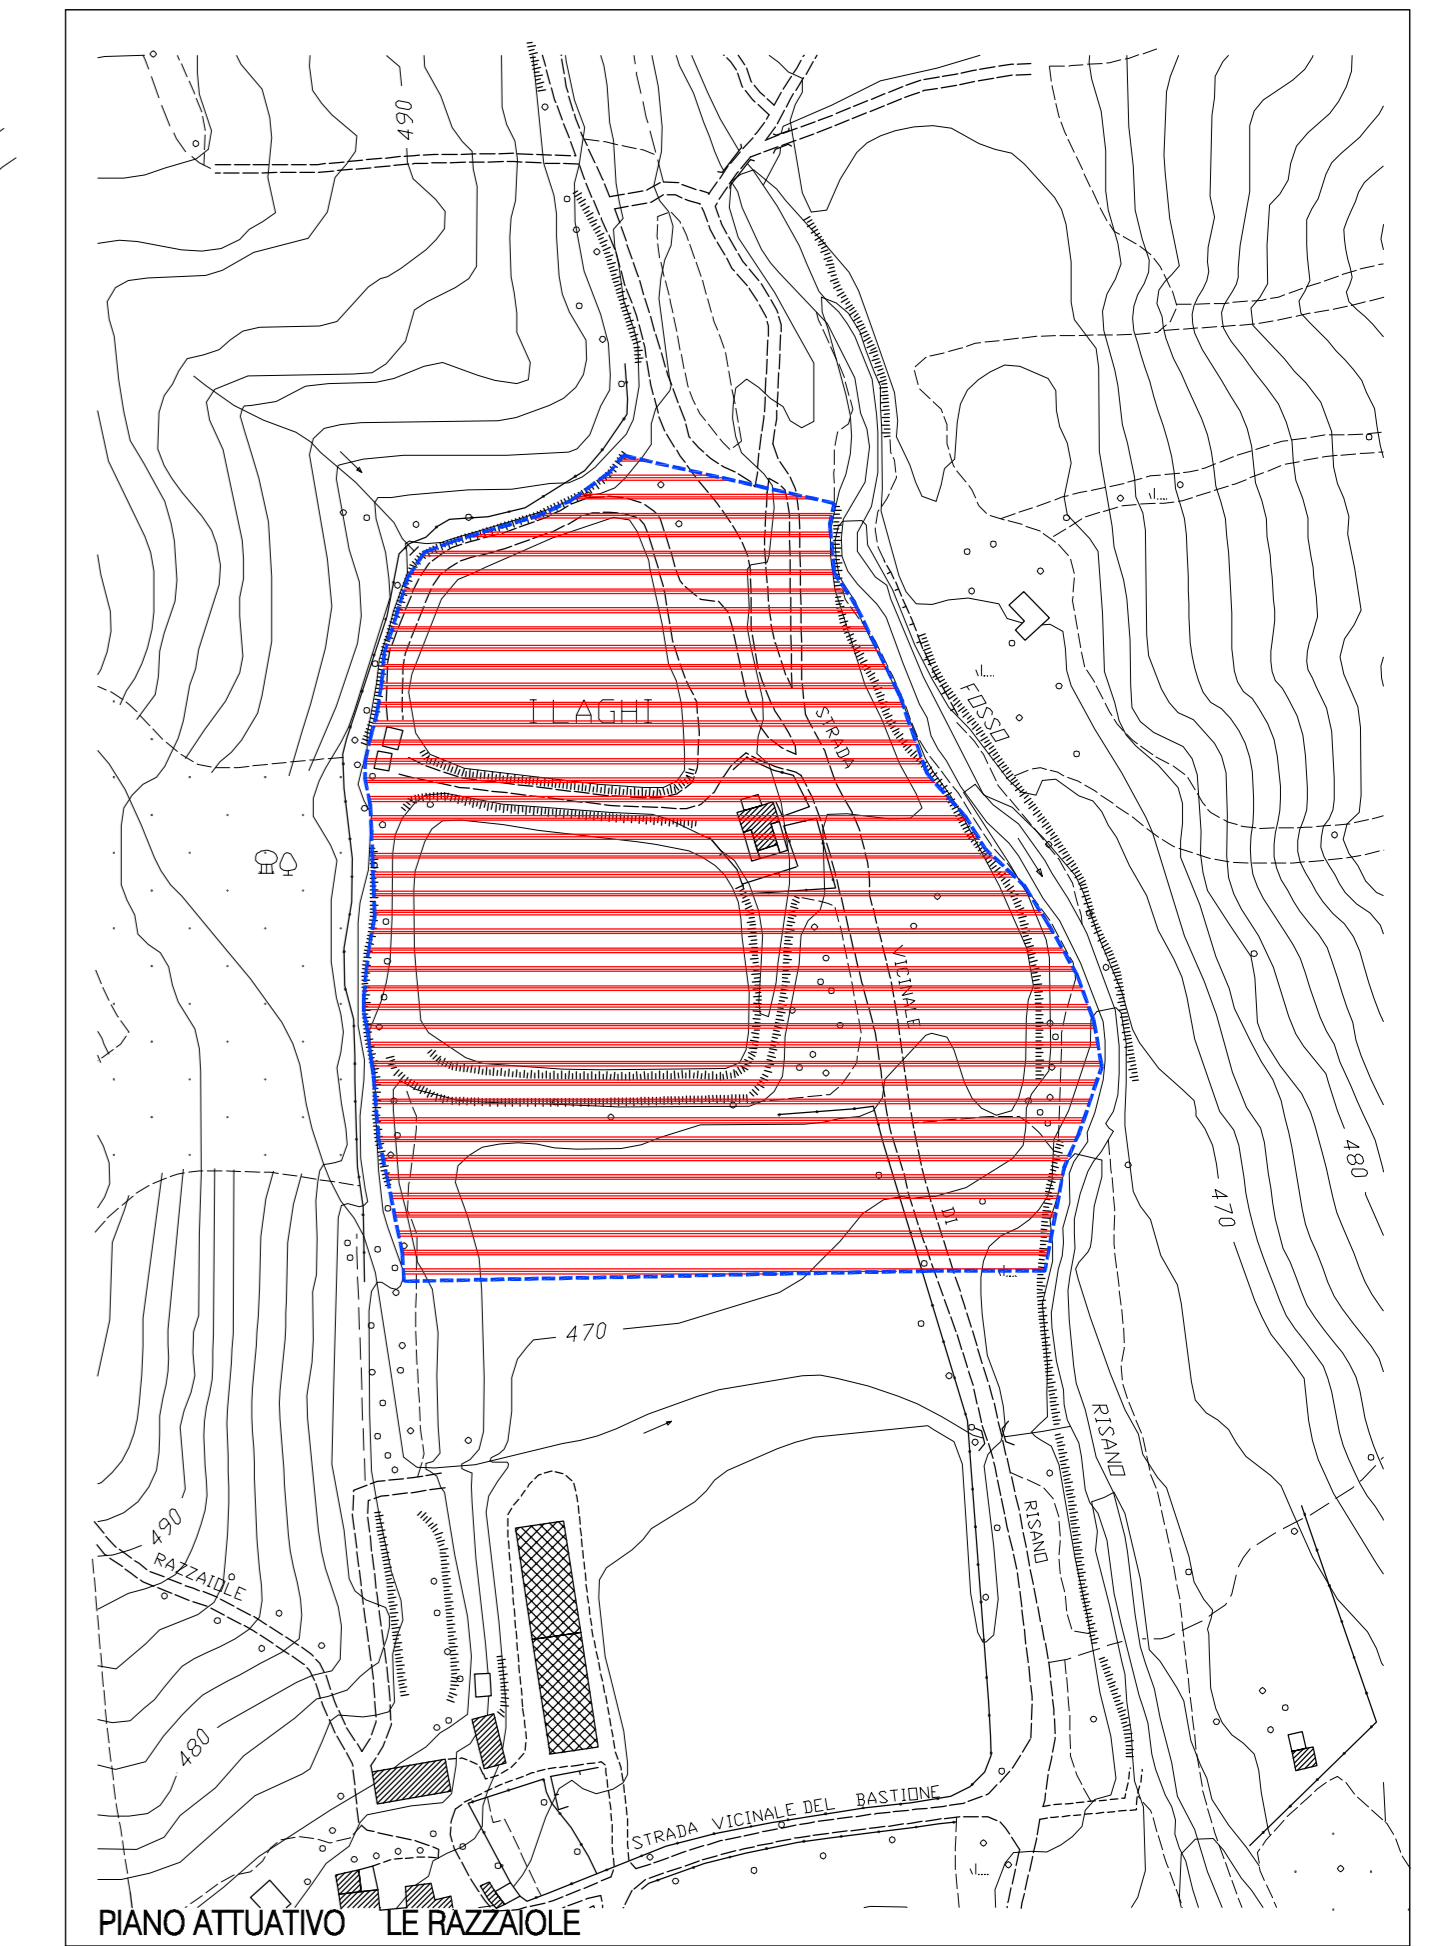 490
I LAGHI
STRADA
FOSSO
VICINALE
480
470
DI
470
RISANO
490
RISANO
RAZZAIOLE
480
STRADA VICINALE DEL BASTIONE
PIANO ATTUATIVO LE RAZZAIOLE